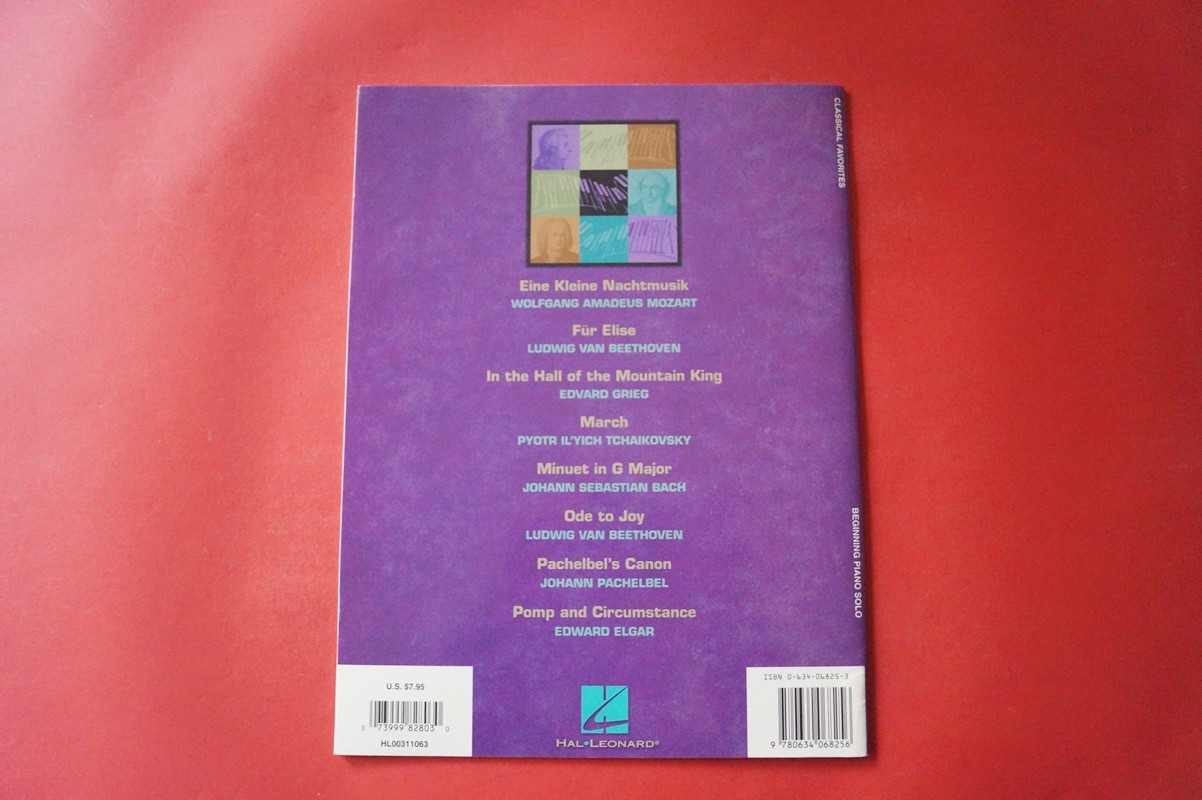 CLASSICAL FAVORITES
Eine Kleine Nachtmusik
WOLFGANG AMADEUS MOZART
Für Elise
LUDWIG VAN BEETHOVEN
In the Hall of the Mountain King
EDVARD GRIEG
March
PYOTR IL'YICH TCHAIKOVSKY
Minuet in G Major
JOHANN SEBASTIAN BACH
Ode to Joy
LUDWIG VAN BEETHOVEN
Pachelbel's Canon
JOHANN PACHELBEL
Pomp and Circumstance
EDWARD ELGAR
BEGINNING PIANO SOLO
U.S. $7.95
0 73999 82803 0
HL00311063
HAL•LEONARD®
ISBN 0-634-06825-3
9 780634 068256